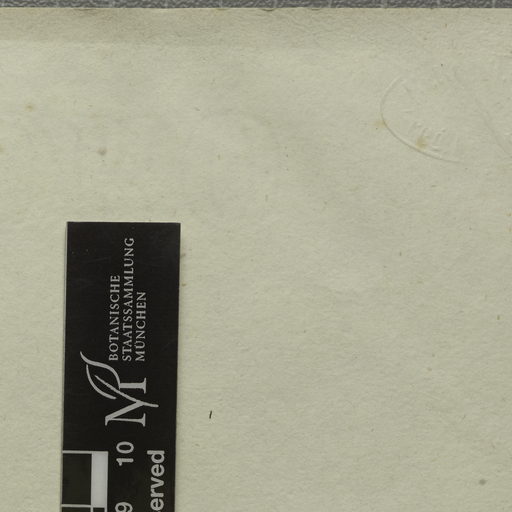 BOTANISCHE
STAATSSAMMLUNG
MÜNCHEN
M
9 10
erved